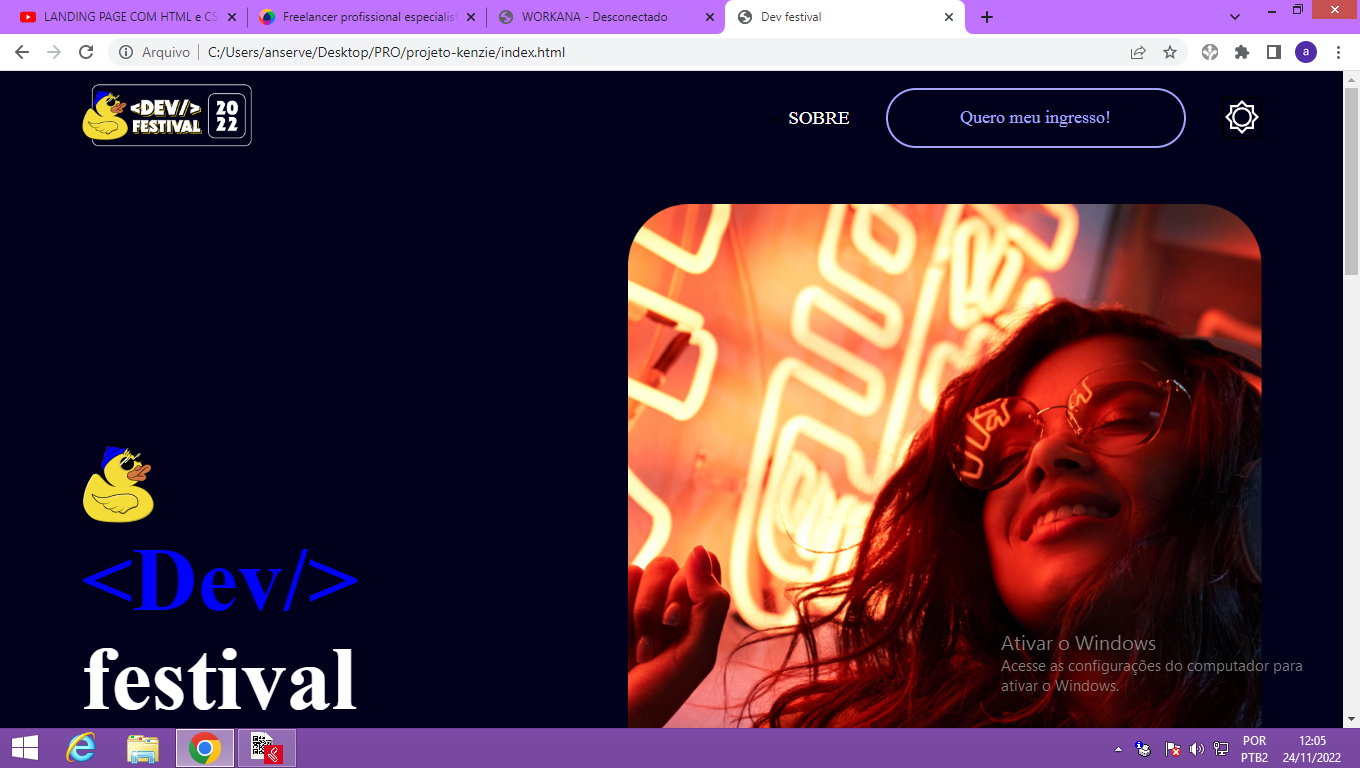 LANDING PAGE COM HTML e CS
Freelancer profissional especialist
WORKANA - Desconectado
Dev festival
Arquivo
C:/Users/anserve/Desktop/PRO/projeto-kenzie/index.html
a
<DEV/>
FESTIVAL
20
22
SOBRE
Quero meu ingresso!
<Dev/>
festival
Ativar o Windows
Acesse as configurações do computador para
ativar o Windows.
POR
PTB2
12:05
24/11/2022